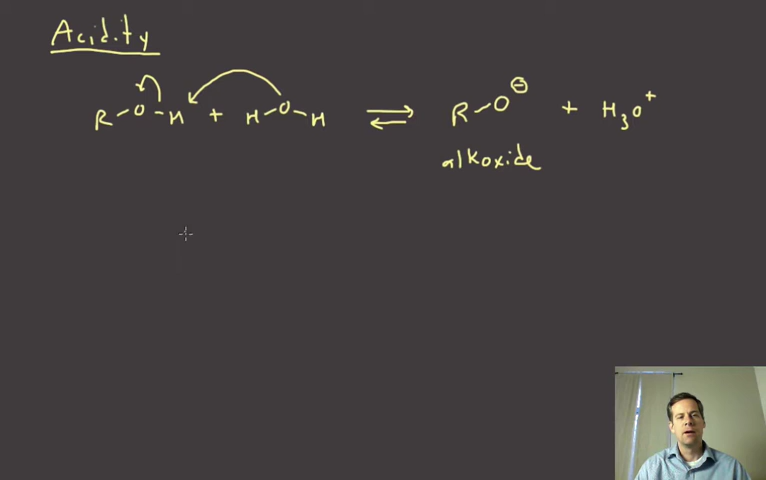 Acidity
R-O-H + H-O-H ⇌ R-O⊖ + H₃O⁺
alkoxide